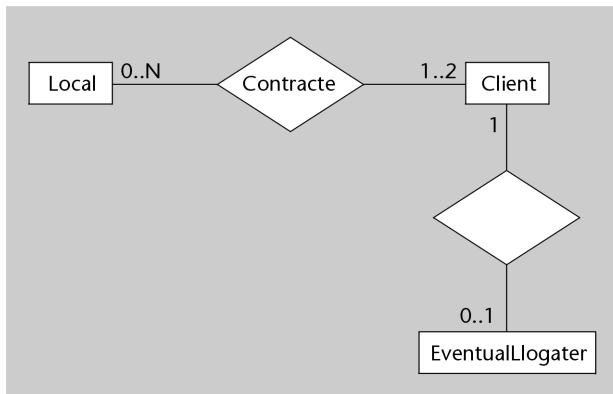 Local
0..N
Contracte
1..2
Client
1
0..1
EventualLlogater